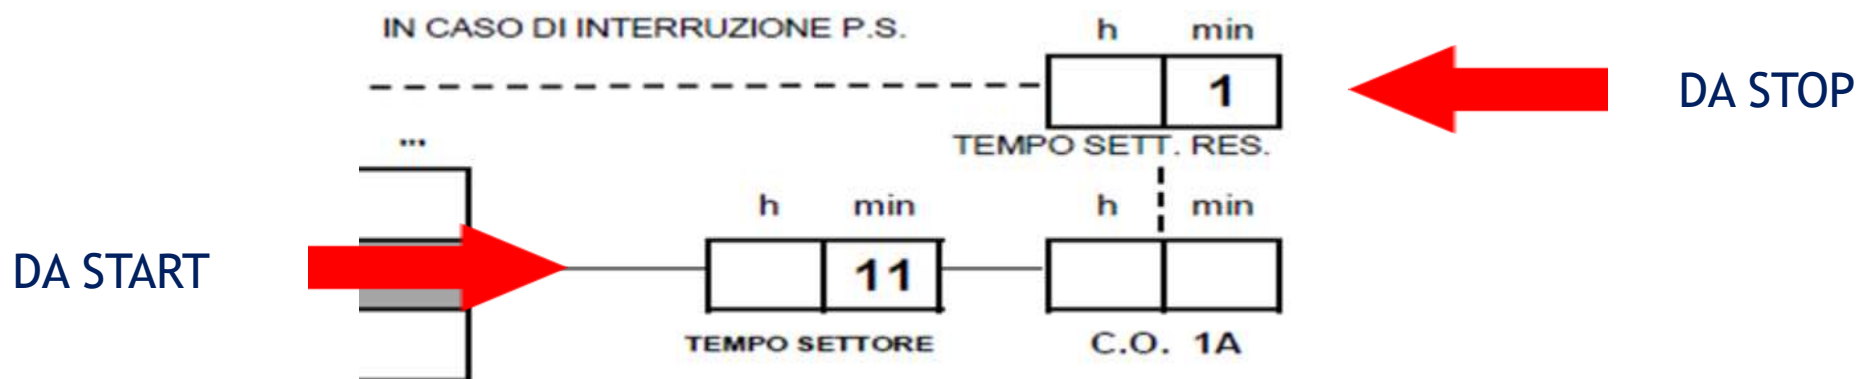 IN CASO DI INTERRUZIONE P.S.
h min
1
DA STOP
TEMPO SETT. RES.
...
h min
h min
DA START
11
TEMPO SETTORE
C.O. 1A